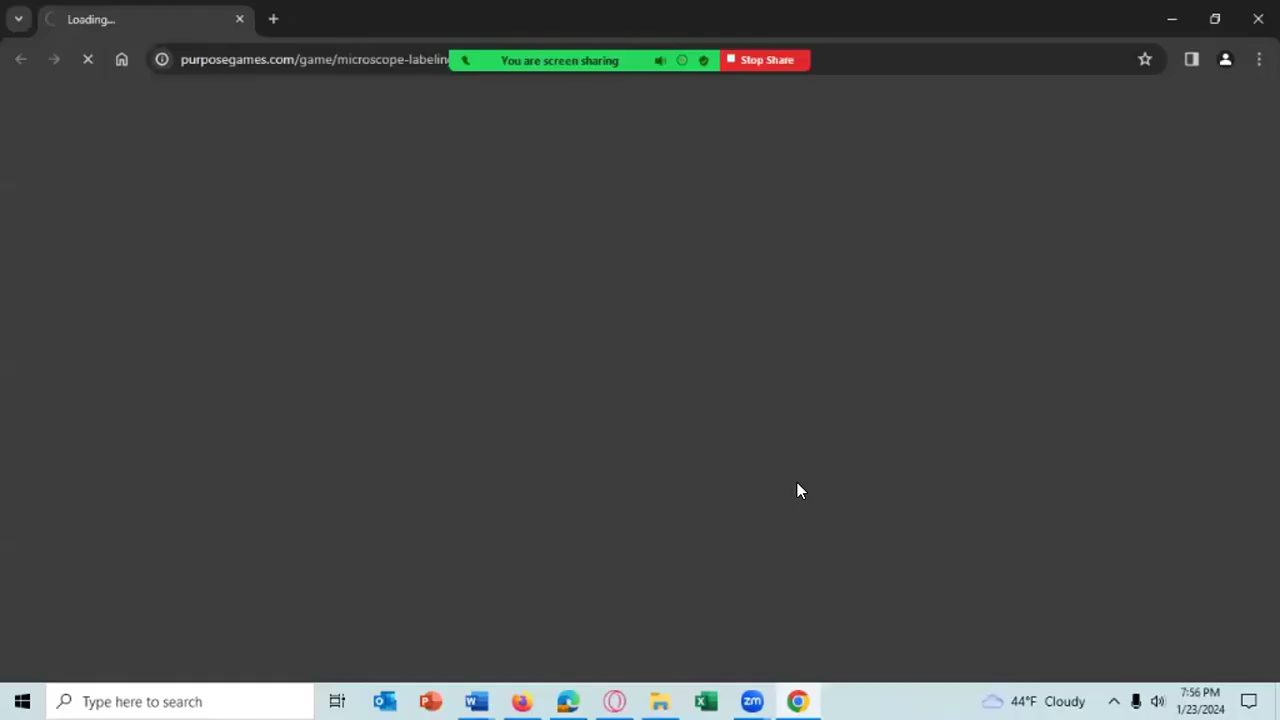 Loading...
purposegames.com/game/microscope-labelin
You are screen sharing
Stop Share
Type here to search
44°F Cloudy
7:56 PM
1/23/2024